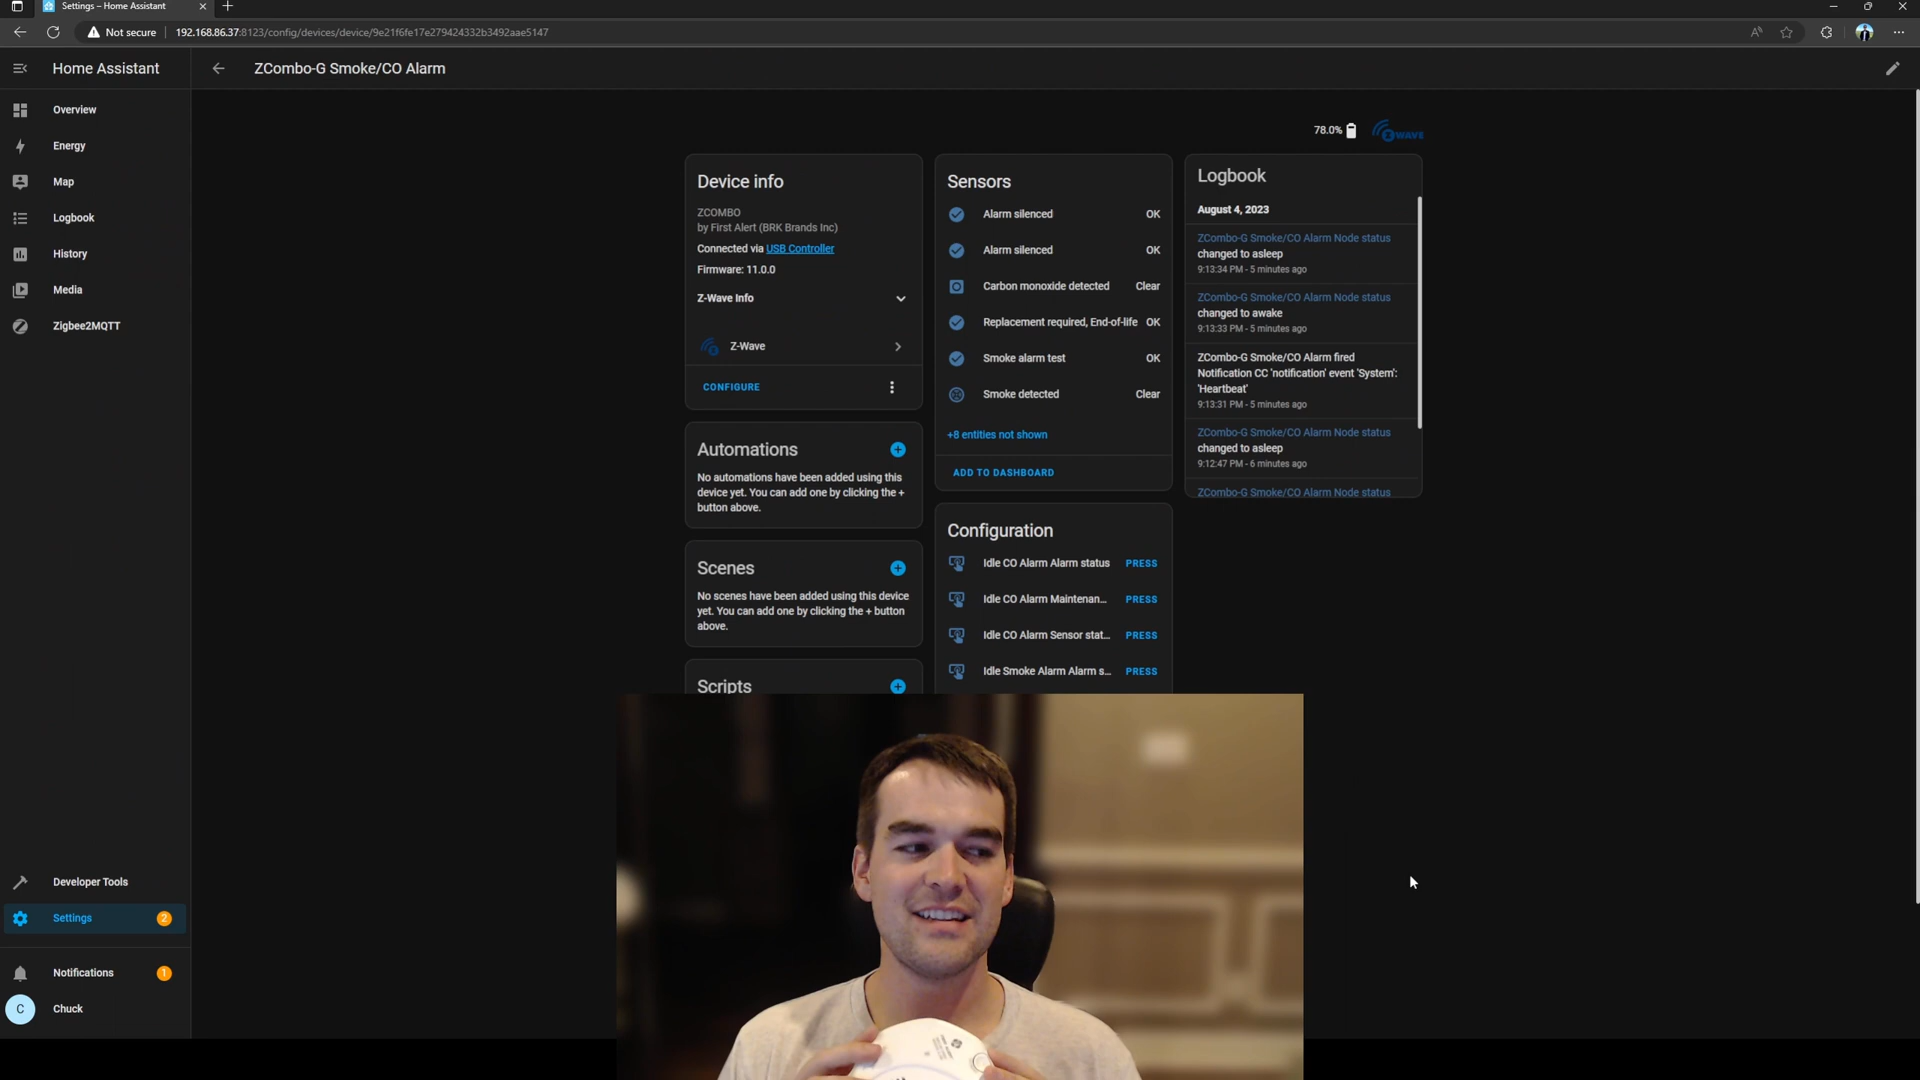 Settings – Home Assistant
Not secure
192.168.86.37:8123/config/devices/device/9e21f6fe17e279424332b3492aae5147
Home Assistant
ZCombo-G Smoke/CO Alarm
Overview
Energy
Map
Logbook
History
Media
Zigbee2MQTT
Developer Tools
Settings
2
Notifications
1
C
Chuck
78.0%
Z WAVE
Device info
ZCOMBO
by First Alert (BRK Brands Inc)
Connected via USB Controller
Firmware: 11.0.0
Z-Wave Info
Z-Wave
CONFIGURE
Automations
No automations have been added using this
device yet. You can add one by clicking the +
button above.
Scenes
No scenes have been added using this device
yet. You can add one by clicking the + button
above.
Scripts
Sensors
Alarm silenced OK
Alarm silenced OK
Carbon monoxide detected Clear
Replacement required, End-of-life OK
Smoke alarm test OK
Smoke detected Clear
+8 entities not shown
ADD TO DASHBOARD
Configuration
Idle CO Alarm Alarm status PRESS
Idle CO Alarm Maintenan... PRESS
Idle CO Alarm Sensor stat... PRESS
Idle Smoke Alarm Alarm s... PRESS
Logbook
August 4, 2023
ZCombo-G Smoke/CO Alarm Node status
changed to asleep
9:13:34 PM - 5 minutes ago
ZCombo-G Smoke/CO Alarm Node status
changed to awake
9:13:33 PM - 5 minutes ago
ZCombo-G Smoke/CO Alarm fired
Notification CC 'notification' event 'System':
'Heartbeat'
9:13:31 PM - 5 minutes ago
ZCombo-G Smoke/CO Alarm Node status
changed to asleep
9:12:47 PM - 6 minutes ago
ZCombo-G Smoke/CO Alarm Node status